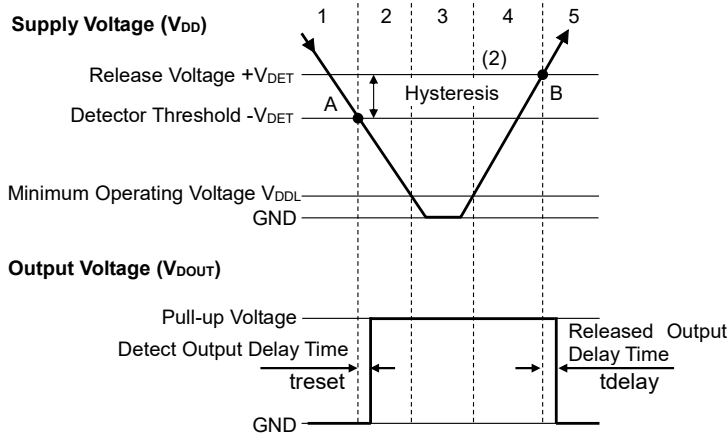 1 2 3 4 5
Supply Voltage (VDD)
(2)
Release Voltage +VDET
Hysteresis
A
B
Detector Threshold -VDET
Minimum Operating Voltage VDDL
GND
Output Voltage (VDOUT)
Pull-up Voltage
Detect Output Delay Time
Released Output
Delay Time
treset
tdelay
GND